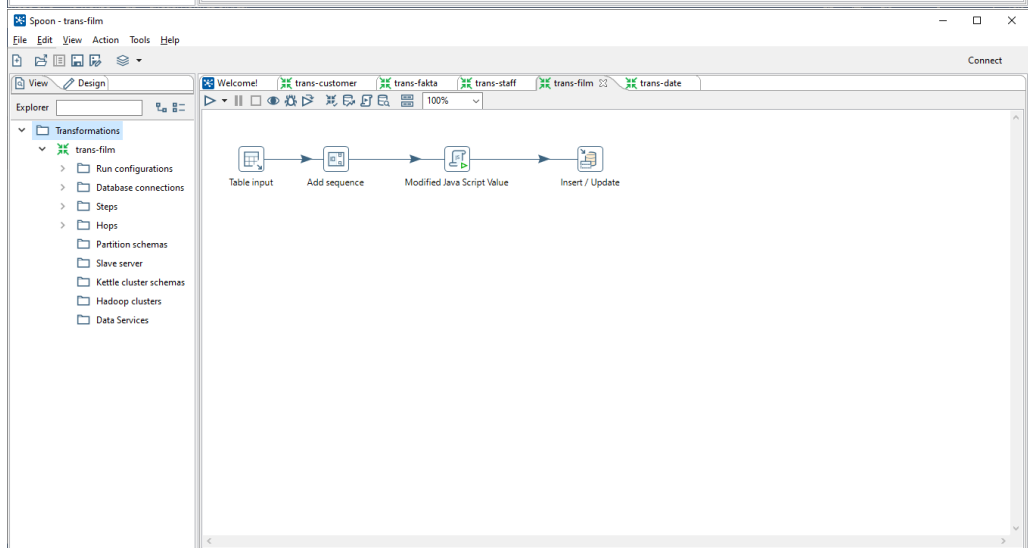 Spoon - trans-film
File Edit View Action Tools Help
Connect
View Design
Welcome! trans-customer trans-fakta trans-staff trans-film trans-date
Explorer
100%
Transformations
trans-film
Run configurations
Database connections
Steps
Hops
Partition schemas
Slave server
Kettle cluster schemas
Hadoop clusters
Data Services
Table input Add sequence Modified Java Script Value Insert / Update